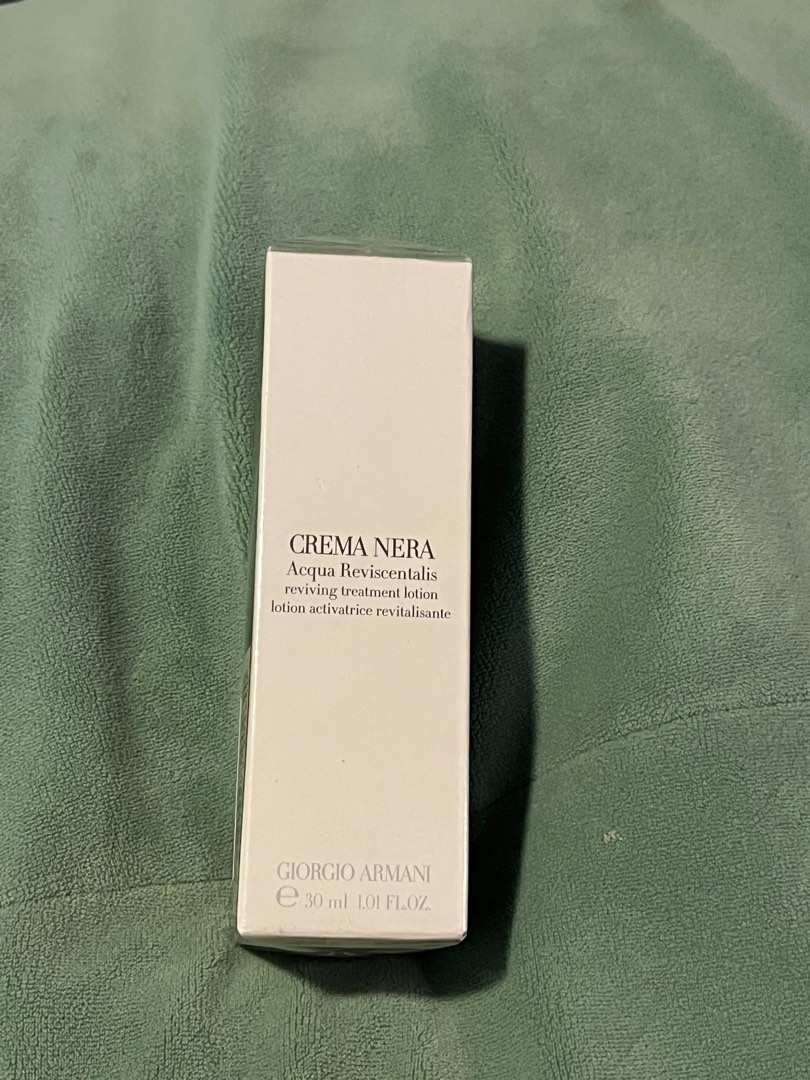 CREMA NERA
Acqua Reviscentalis
reviving treatment lotion
lotion activatrice revitalisante
GIORGIO ARMANI
℮ 30 ml 1.01 FL.OZ.